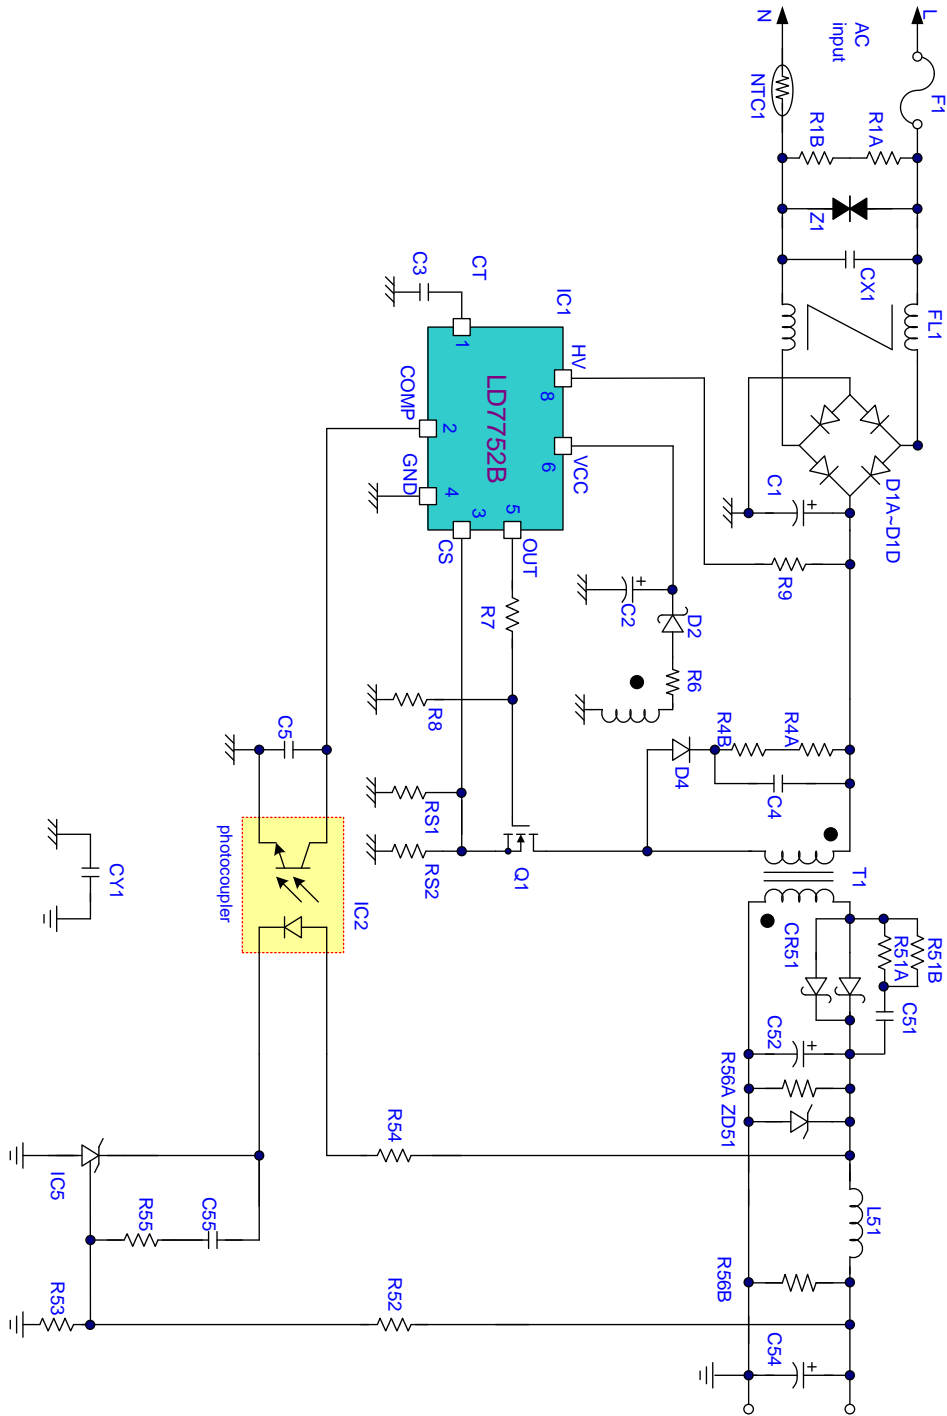 L
F1
N
AC
input
NTC1
R1A
R1B
Z1
CX1
FL1
D1A~D1D
C1
R9
CT
C3
IC1
HV
COMP
GND
LD7752B
VCC
CS
OUT
1
2
3
4
5
6
8
R7
R8
C2
D2
R6
R4A
R4B
C4
D4
C5
RS1
RS2
Q1
T1
photocoupler
IC2
CY1
CR51
R51A
R51B
C51
C52
R56A
ZD51
R54
L51
R56B
IC5
R55
C55
R53
R52
C54
+
+
+
+